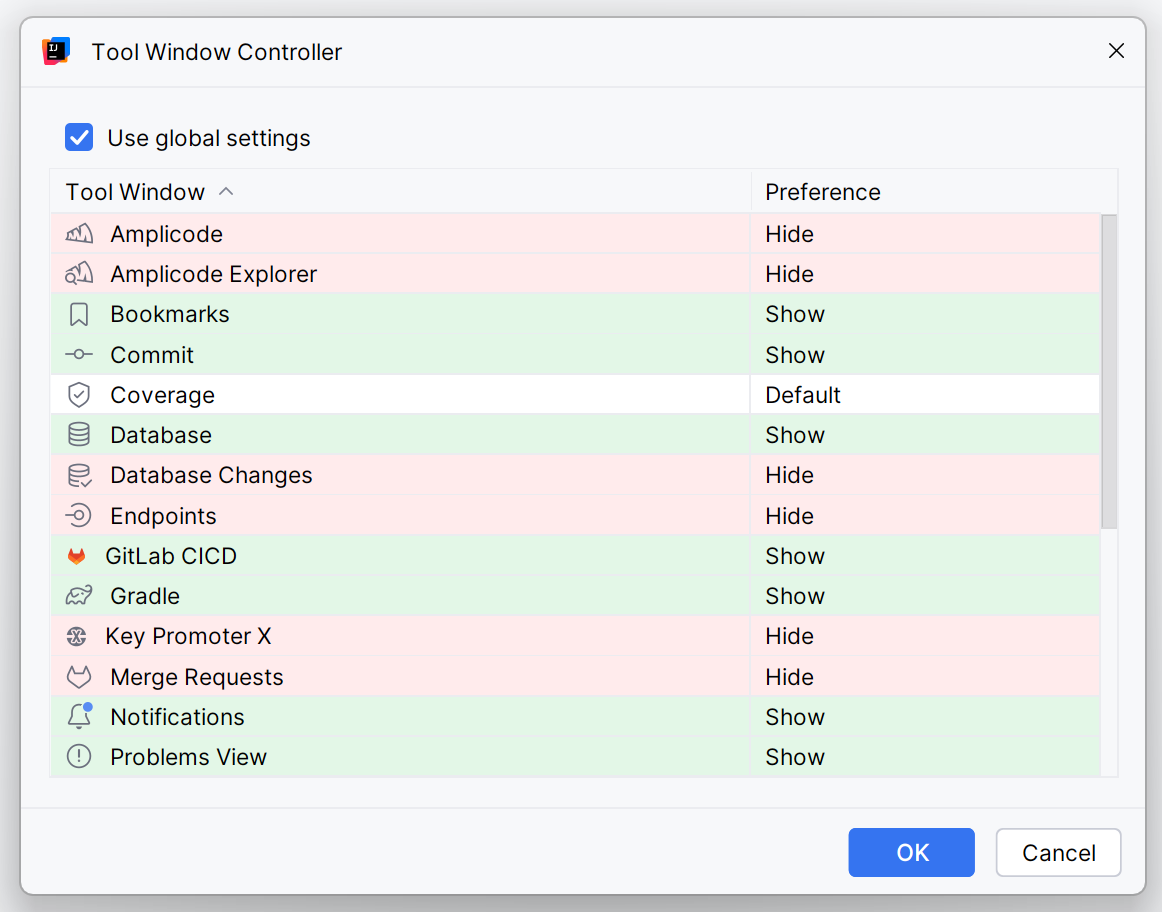 Tool Window Controller
Use global settings
Tool Window Preference
Amplicode Hide
Amplicode Explorer Hide
Bookmarks Show
Commit Show
Coverage Default
Database Show
Database Changes Hide
Endpoints Hide
GitLab CICD Show
Gradle Show
Key Promoter X Hide
Merge Requests Hide
Notifications Show
Problems View Show
OK Cancel